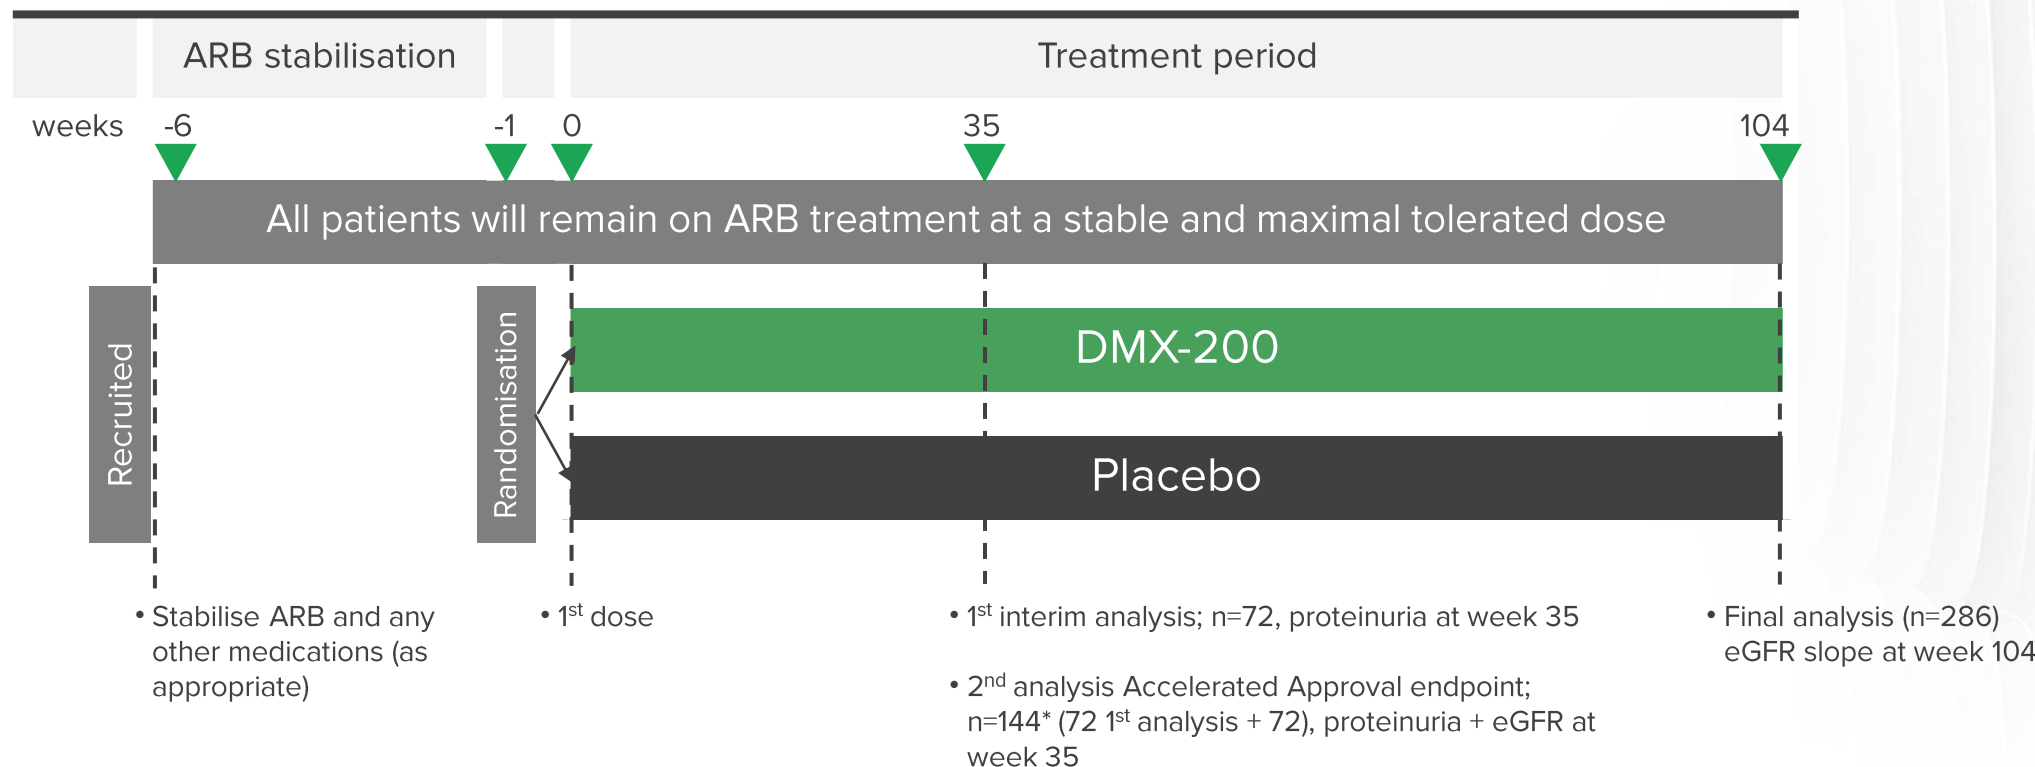 ARB stabilisation
Treatment period
weeks -6 -1 0 35 104
All patients will remain on ARB treatment at a stable and maximal tolerated dose
Recruited
Randomisation
DMX-200
Placebo
• Stabilise ARB and any
other medications (as
appropriate)
• 1st dose
• 1st interim analysis; n=72, proteinuria at week 35
• 2nd analysis Accelerated Approval endpoint;
n=144* (72 1st analysis + 72), proteinuria + eGFR at
week 35
• Final analysis (n=286)
eGFR slope at week 104